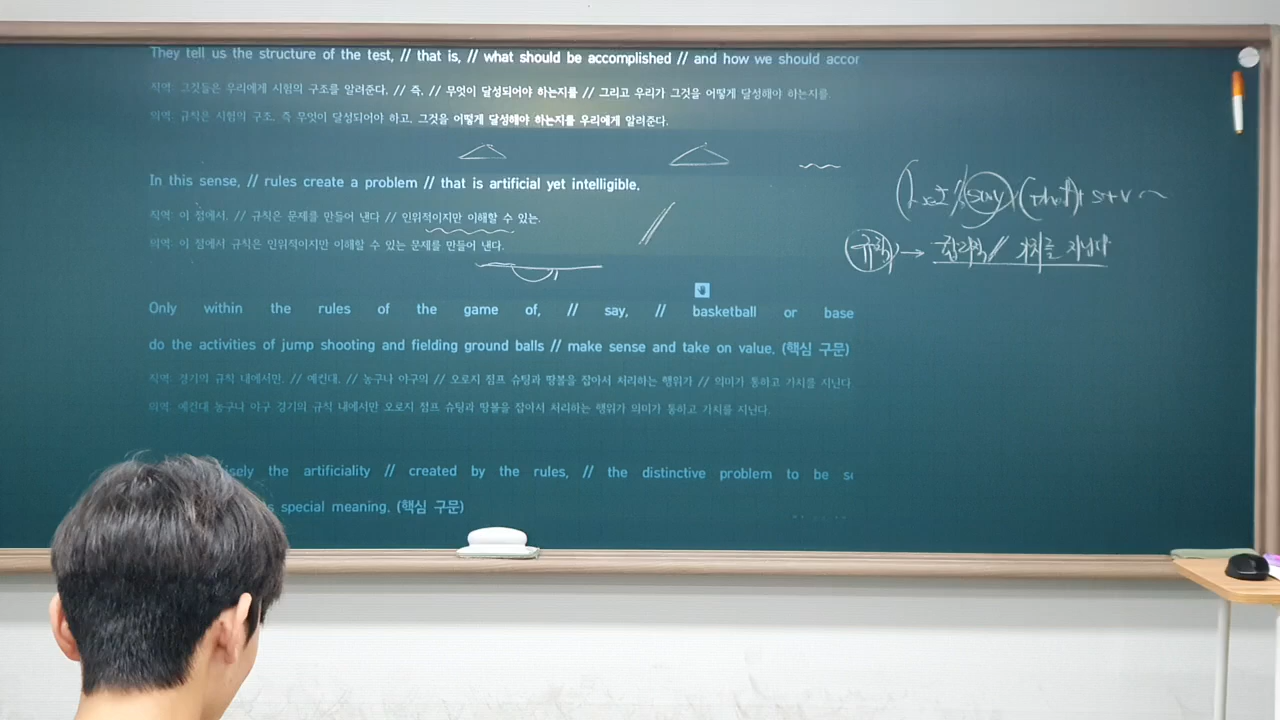 They tell us the structure of the test, // that is, // what should be accomplished // and how we should accor
직역: 그것들은 우리에게 시험의 구조를 알려준다. // 즉, // 무엇이 달성되어야 하는지를 // 그리고 우리가 그것을 어떻게 달성해야 하는지를.
의역: 규칙은 시험의 구조, 즉 무엇이 달성되어야 하고, 그것을 어떻게 달성해야 하는지를 우리에게 알려준다.
In this sense, // rules create a problem // that is artificial yet intelligible.
직역: 이 점에서, // 규칙은 문제를 만들어 낸다 // 인위적이지만 이해할 수 있는.
의역: 이 점에서 규칙은 인위적이지만 이해할 수 있는 문제를 만들어 낸다.
Only within the rules of the game of, // say, // basketball or base
do the activities of jump shooting and fielding ground balls // make sense and take on value. (핵심 구문)
직역: 경기의 규칙 내에서만, // 예컨대, // 농구나 야구의 // 오로지 점프 슈팅과 땅볼을 잡아서 처리하는 행위가 // 의미가 통하고 가치를 지닌다.
의역: 예컨대 농구나 야구 경기의 규칙 내에서만 오로지 점프 슈팅과 땅볼을 잡아서 처리하는 행위가 의미가 통하고 가치를 지닌다.
isely the artificiality // created by the rules, // the distinctive problem to be s
s special meaning. (핵심 구문)
say (that) s+v
규칙 → 합리적 // 가치를 지닌다